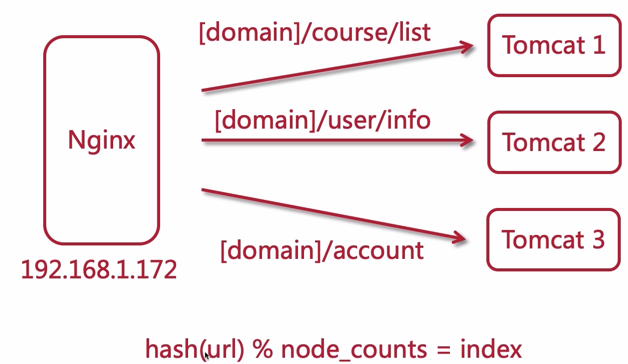 [domain]/course/list
Tomcat 1
Nginx
[domain]/user/info
Tomcat 2
[domain]/account
Tomcat 3
192.168.1.172
hash(url) % node_counts = index